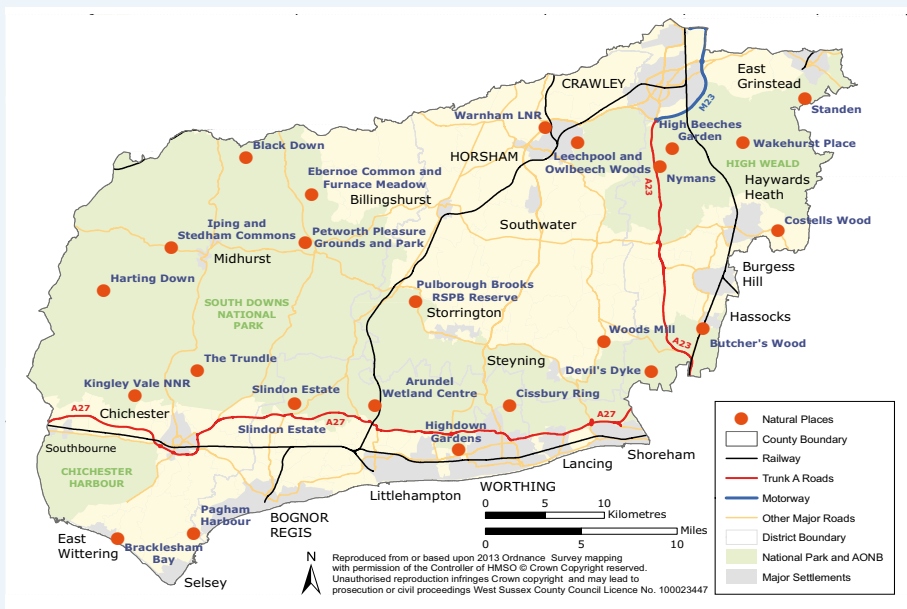 East
Grinstead
CRAWLEY
M23
Standen
Warnham LNR
High Beeches
Garden
Wakehurst Place
Black Down
HORSHAM
Leechpool and
Owlbeech Woods
HIGH WEALD
Ebernoe Common and
Furnace Meadow
A23
Nymans
Haywards
Heath
Billingshurst
Iping and
Stedham Commons
Petworth Pleasure
Grounds and Park
Southwater
Costells Wood
Midhurst
Burgess
Hill
Harting Down
Pulborough Brooks
RSPB Reserve
SOUTH DOWNS
NATIONAL
PARK
Storrington
Hassocks
Woods Mill
A23
Butcher's Wood
The Trundle
Steyning
Devil's Dyke
Kingley Vale NNR
Slindon Estate
Arundel
Wetland Centre
Cissbury Ring
A27
Chichester
A27
A27
Slindon Estate
Highdown
Gardens
Southbourne
Shoreham
Lancing
CHICHESTER
HARBOUR
WORTHING
Littlehampton
Pagham
Harbour
BOGNOR
REGIS
East
Wittering
Bracklesham
Bay
Selsey
0 5 10
Kilometres
Miles
0 5 10
N
Reproduced from or based upon 2013 Ordnance Survey mapping
with permission of the Controller of HMSO © Crown Copyright reserved.
Unauthorised reproduction infringes Crown copyright and may lead to
prosecution or civil proceedings West Sussex County Council Licence No. 100023447
Natural Places
County Boundary
Railway
Trunk A Roads
Motorway
Other Major Roads
District Boundary
National Park and AONB
Major Settlements